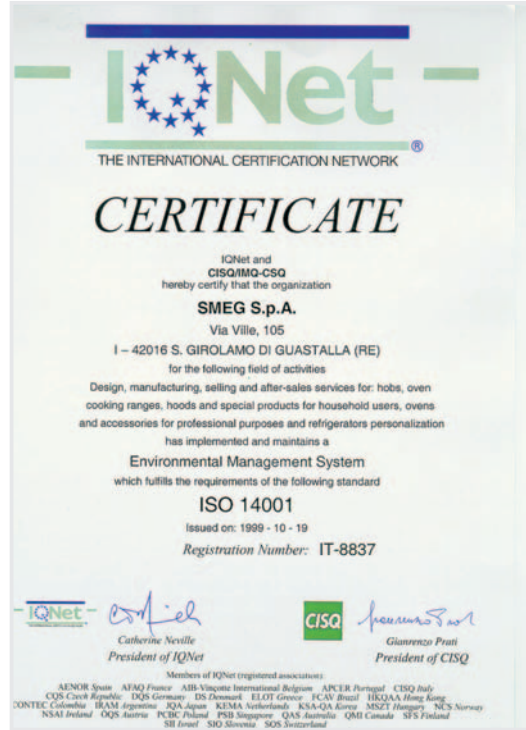 IQNet
®
THE INTERNATIONAL CERTIFICATION NETWORK
CERTIFICATE
IQNet and
CISQ/IMQ-CSQ
hereby certify that the organization
SMEG S.p.A.
Via Ville, 105
I – 42016 S. GIROLAMO DI GUASTALLA (RE)
for the following field of activities
Design, manufacturing, selling and after-sales services for: hobs, oven
cooking ranges, hoods and special products for household users, ovens
and accessories for professional purposes and refrigerators personalization
has implemented and maintains a
Environmental Management System
which fulfills the requirements of the following standard
ISO 14001
Issued on: 1999 - 10 - 19
Registration Number: IT-8837
IQNet
CISQ
Catherine Neville
Gianrenzo Prati
President of IQNet
President of CISQ
Members of IQNet (registered association):
AENOR Spain AFAQ France AIB-Vinçotte International Belgium APCER Portugal CISQ Italy
CQS Czech Republic DQS Germany DS Denmark ELOT Greece FCAV Brazil HKQAA Hong Kong
CONTEC Colombia IRAM Argentina JQA Japan KEMA Netherlands KSA-QA Korea MSZT Hungary NCS Norway
NSAI Ireland ÖQS Austria PCBC Poland PSB Singapore QAS Australia QMI Canada SFS Finland
SII Israel SIQ Slovenia SQS Switzerland